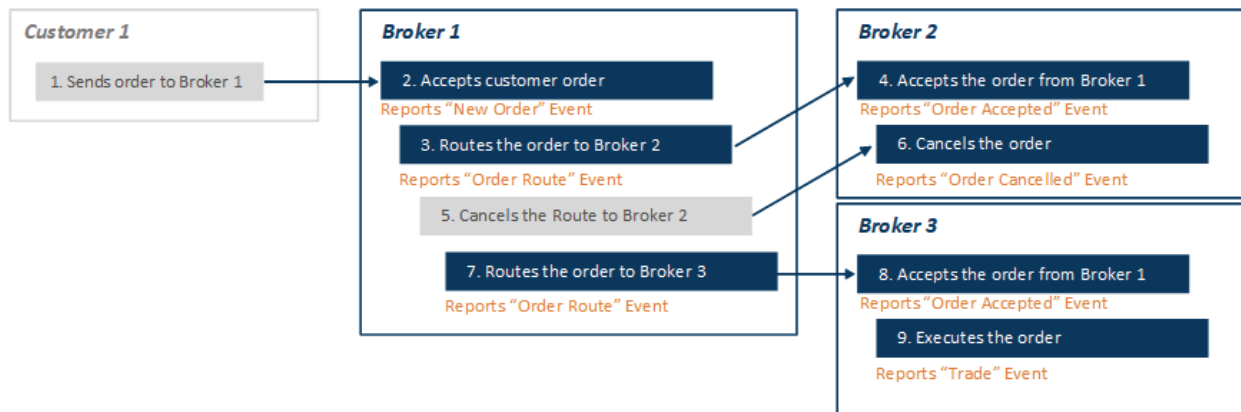 Customer 1
1. Sends order to Broker 1
Broker 1
2. Accepts customer order
Reports “New Order” Event
3. Routes the order to Broker 2
Reports “Order Route” Event
5. Cancels the Route to Broker 2
7. Routes the order to Broker 3
Reports “Order Route” Event
Broker 2
4. Accepts the order from Broker 1
Reports “Order Accepted” Event
6. Cancels the order
Reports “Order Cancelled” Event
Broker 3
8. Accepts the order from Broker 1
Reports “Order Accepted” Event
9. Executes the order
Reports “Trade” Event